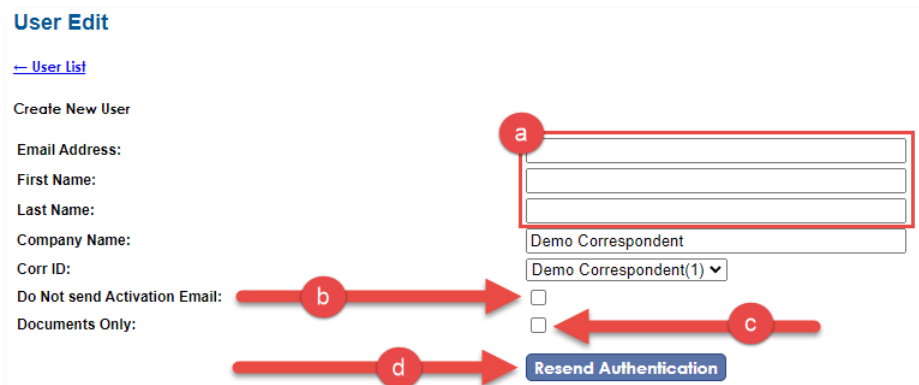 User Edit
← User List
Create New User
a
Email Address:
First Name:
Last Name:
Company Name: Demo Correspondent
Corr ID: Demo Correspondent(1)
Do Not send Activation Email: b
Documents Only: c
d Resend Authentication